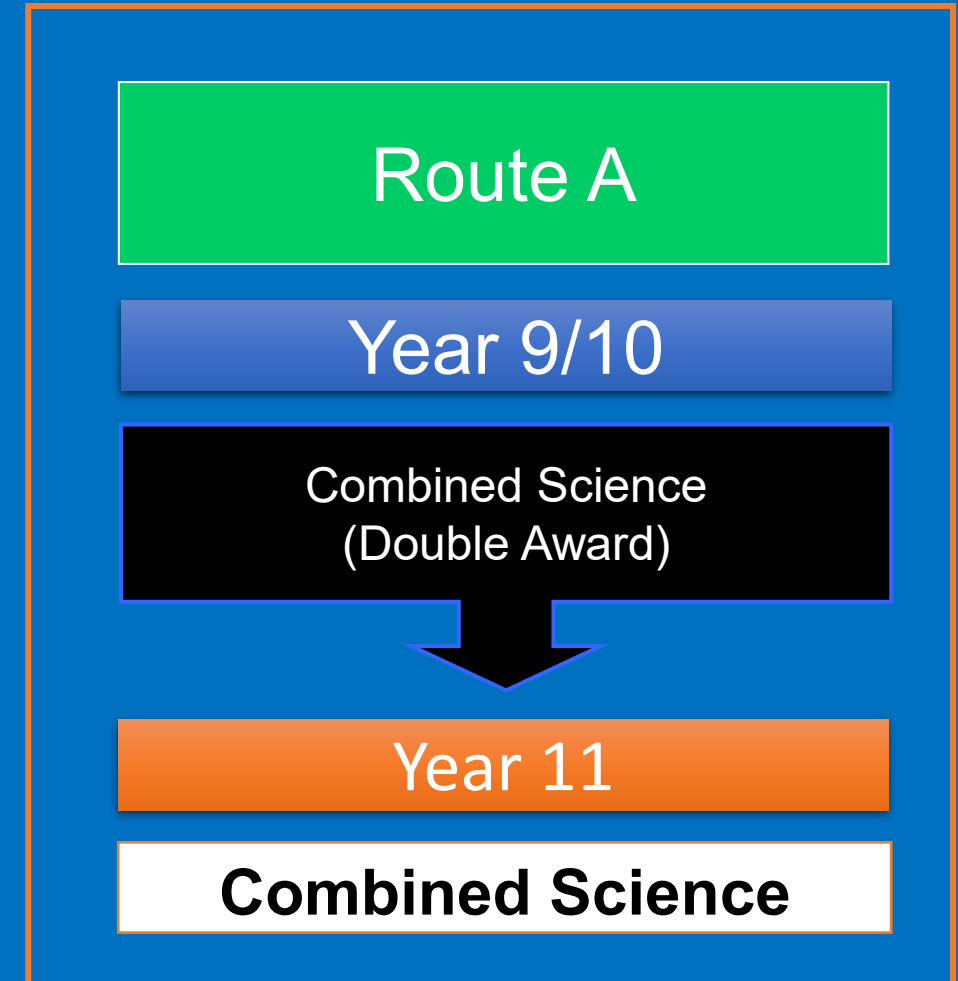 Route A
Year 9/10
Combined Science
(Double Award)
Year 11
Combined Science